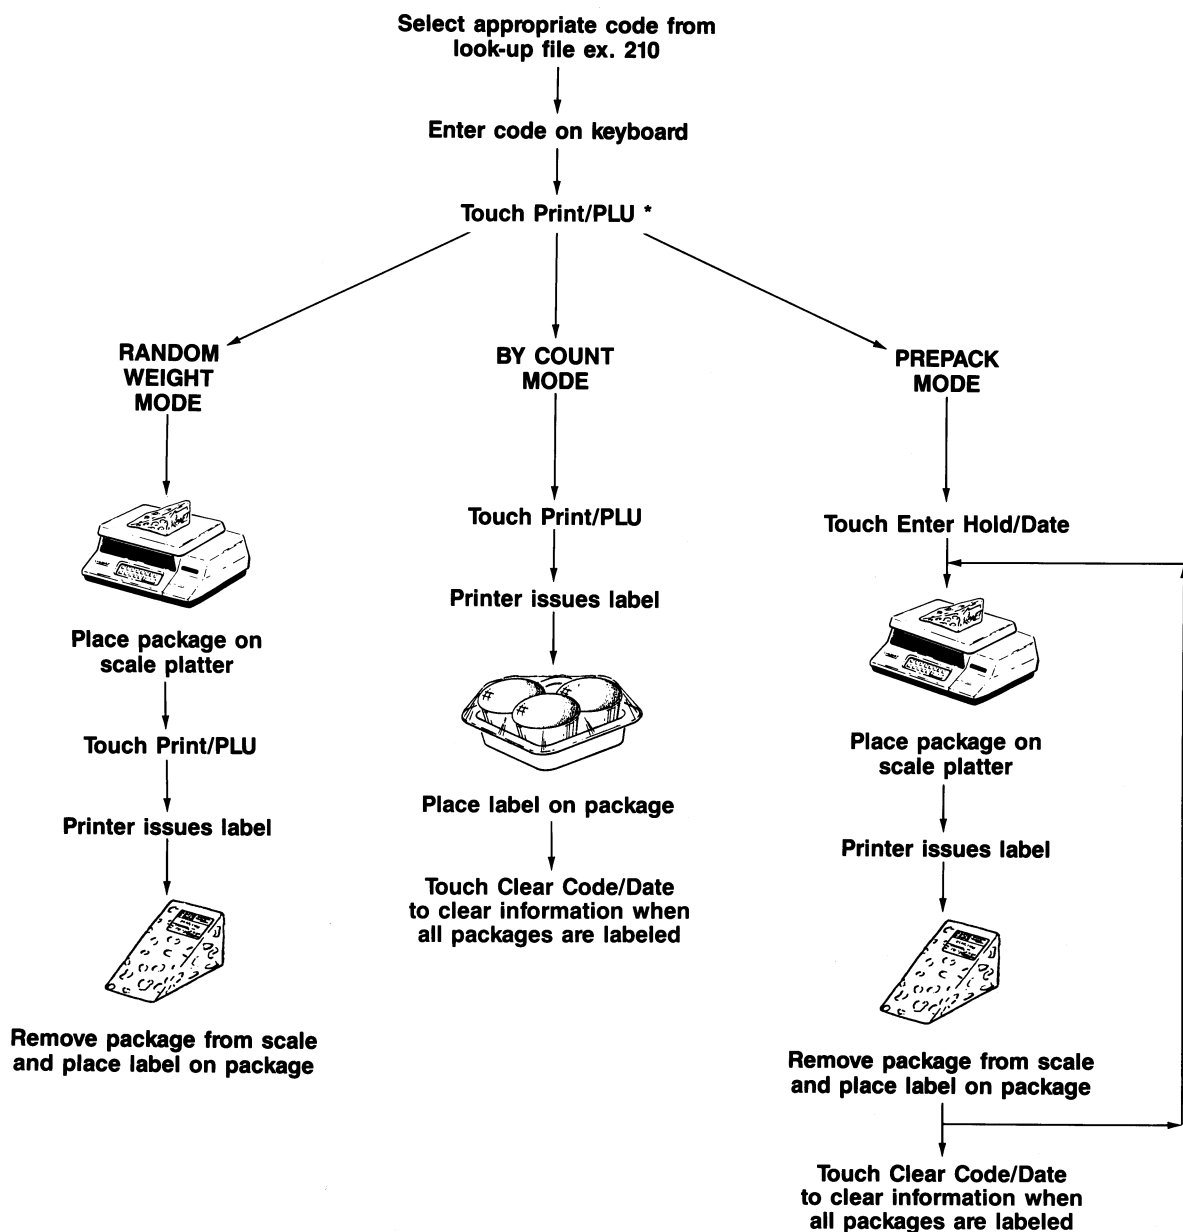 Select appropriate code from
look-up file ex. 210
Enter code on keyboard
Touch Print/PLU *
RANDOM
WEIGHT
MODE
Place package on
scale platter
Touch Print/PLU
Printer issues label
Remove package from scale
and place label on package
BY COUNT
MODE
Touch Print/PLU
Printer issues label
Place label on package
Touch Clear Code/Date
to clear information when
all packages are labeled
PREPACK
MODE
Touch Enter Hold/Date
Place package on
scale platter
Printer issues label
Remove package from scale
and place label on package
Touch Clear Code/Date
to clear information when
all packages are labeled